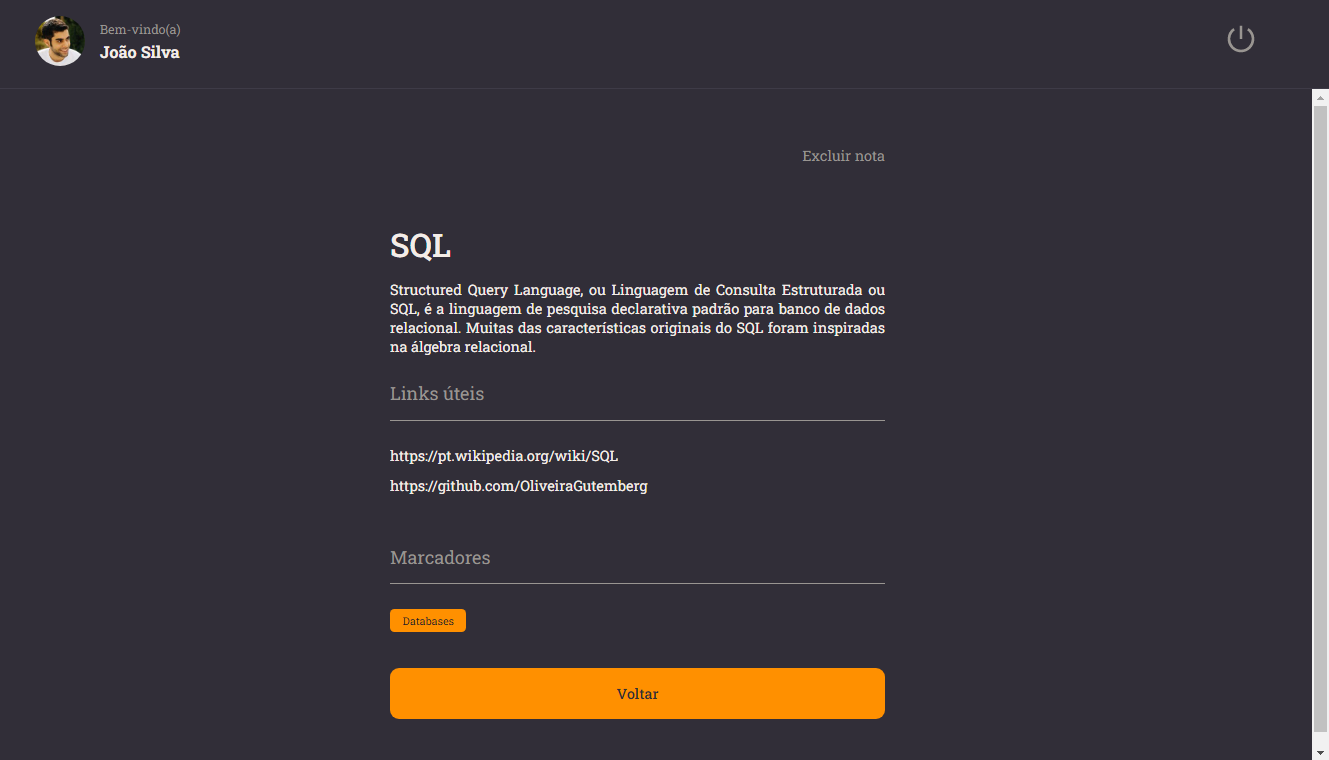 Bem-vindo(a)
João Silva
Excluir nota
SQL
Structured Query Language, ou Linguagem de Consulta Estruturada ou
SQL, é a linguagem de pesquisa declarativa padrão para banco de dados
relacional. Muitas das características originais do SQL foram inspiradas
na álgebra relacional.
Links úteis
https://pt.wikipedia.org/wiki/SQL
https://github.com/OliveiraGutemberg
Marcadores
Databases
Voltar